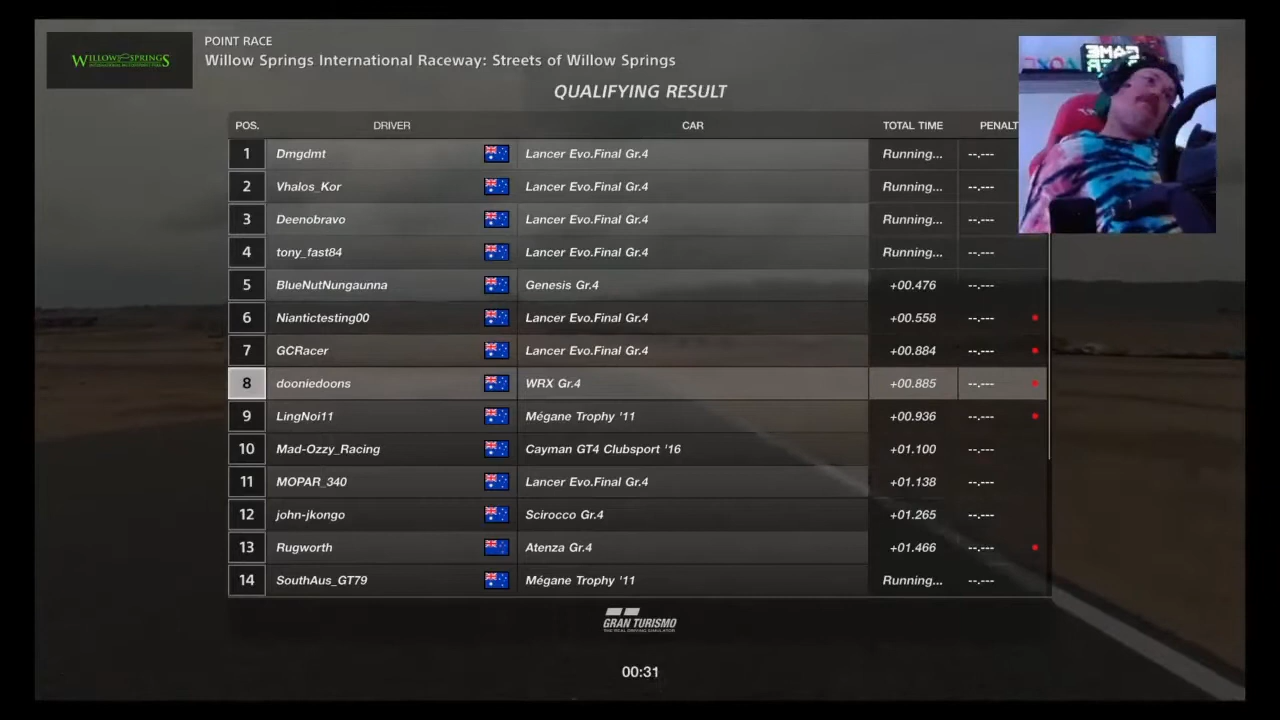 WILLOW SPRINGS
POINT RACE
Willow Springs International Raceway: Streets of Willow Springs
QUALIFYING RESULT
POS. DRIVER CAR TOTAL TIME PENALT
1 Dmgdmt Lancer Evo.Final Gr.4 Running... --.---
2 Vhalos_Kor Lancer Evo.Final Gr.4 Running... --.---
3 Deenobravo Lancer Evo.Final Gr.4 Running... --.---
4 tony_fast84 Lancer Evo.Final Gr.4 Running... --.---
5 BlueNutNungaunna Genesis Gr.4 +00.476 --.---
6 Niantictesting00 Lancer Evo.Final Gr.4 +00.558 --.---
7 GCRacer Lancer Evo.Final Gr.4 +00.884 --.---
8 dooniedoons WRX Gr.4 +00.885 --.---
9 LingNoi11 Mégane Trophy '11 +00.936 --.---
10 Mad-Ozzy_Racing Cayman GT4 Clubsport '16 +01.100 --.---
11 MOPAR_340 Lancer Evo.Final Gr.4 +01.138 --.---
12 john-jkongo Scirocco Gr.4 +01.265 --.---
13 Rugworth Atenza Gr.4 +01.466 --.---
14 SouthAus_GT79 Mégane Trophy '11 Running... --.---
GRAN TURISMO
THE REAL DRIVING SIMULATOR
00:31